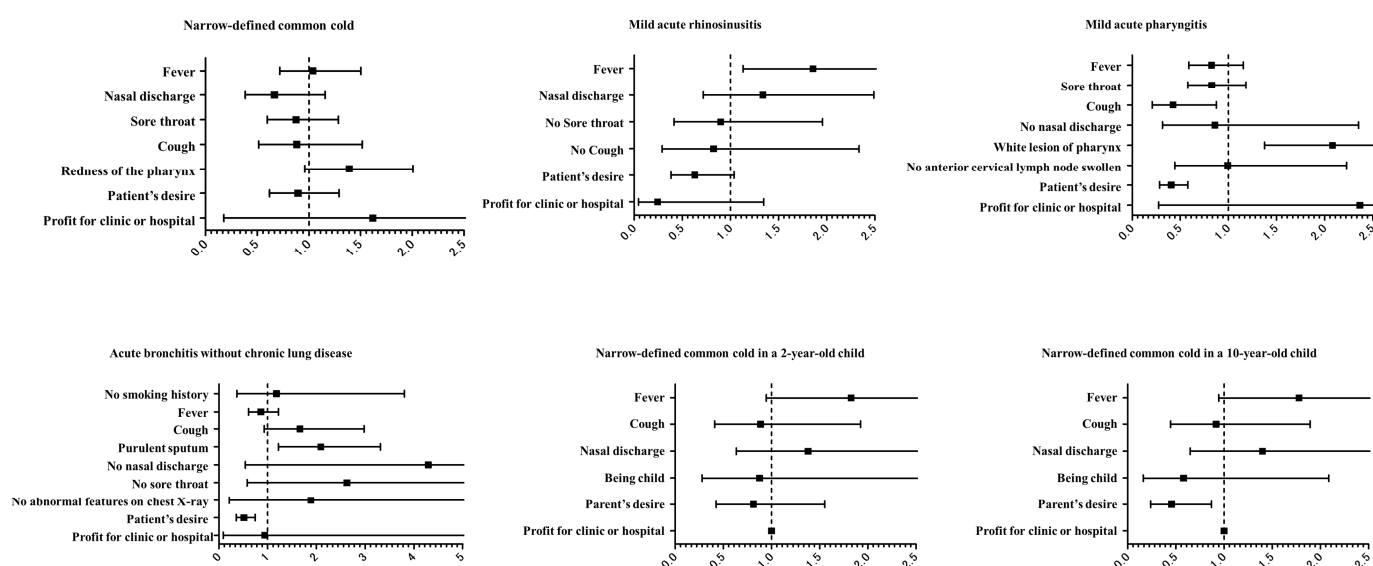 Narrow-defined common cold
Fever
Nasal discharge
Sore throat
Cough
Redness of the pharynx
Patient's desire
Profit for clinic or hospital
0.0 0.5 1.0 1.5 2.0 2.5
Mild acute rhinosinusitis
Fever
Nasal discharge
No Sore throat
No Cough
Patient's desire
Profit for clinic or hospital
0.0 0.5 1.0 1.5 2.0 2.5
Mild acute pharyngitis
Fever
Sore throat
Cough
No nasal discharge
White lesion of pharynx
No anterior cervical lymph node swollen
Patient's desire
Profit for clinic or hospital
0.0 0.5 1.0 1.5 2.0 2.5
Acute bronchitis without chronic lung disease
No smoking history
Fever
Cough
Purulent sputum
No nasal discharge
No sore throat
No abnormal features on chest X-ray
Patient's desire
Profit for clinic or hospital
0 1 2 3 4 5
Narrow-defined common cold in a 2-year-old child
Fever
Cough
Nasal discharge
Being child
Parent's desire
Profit for clinic or hospital
0.0 0.5 1.0 1.5 2.0 2.5
Narrow-defined common cold in a 10-year-old child
Fever
Cough
Nasal discharge
Being child
Parent's desire
Profit for clinic or hospital
0.0 0.5 1.0 1.5 2.0 2.5